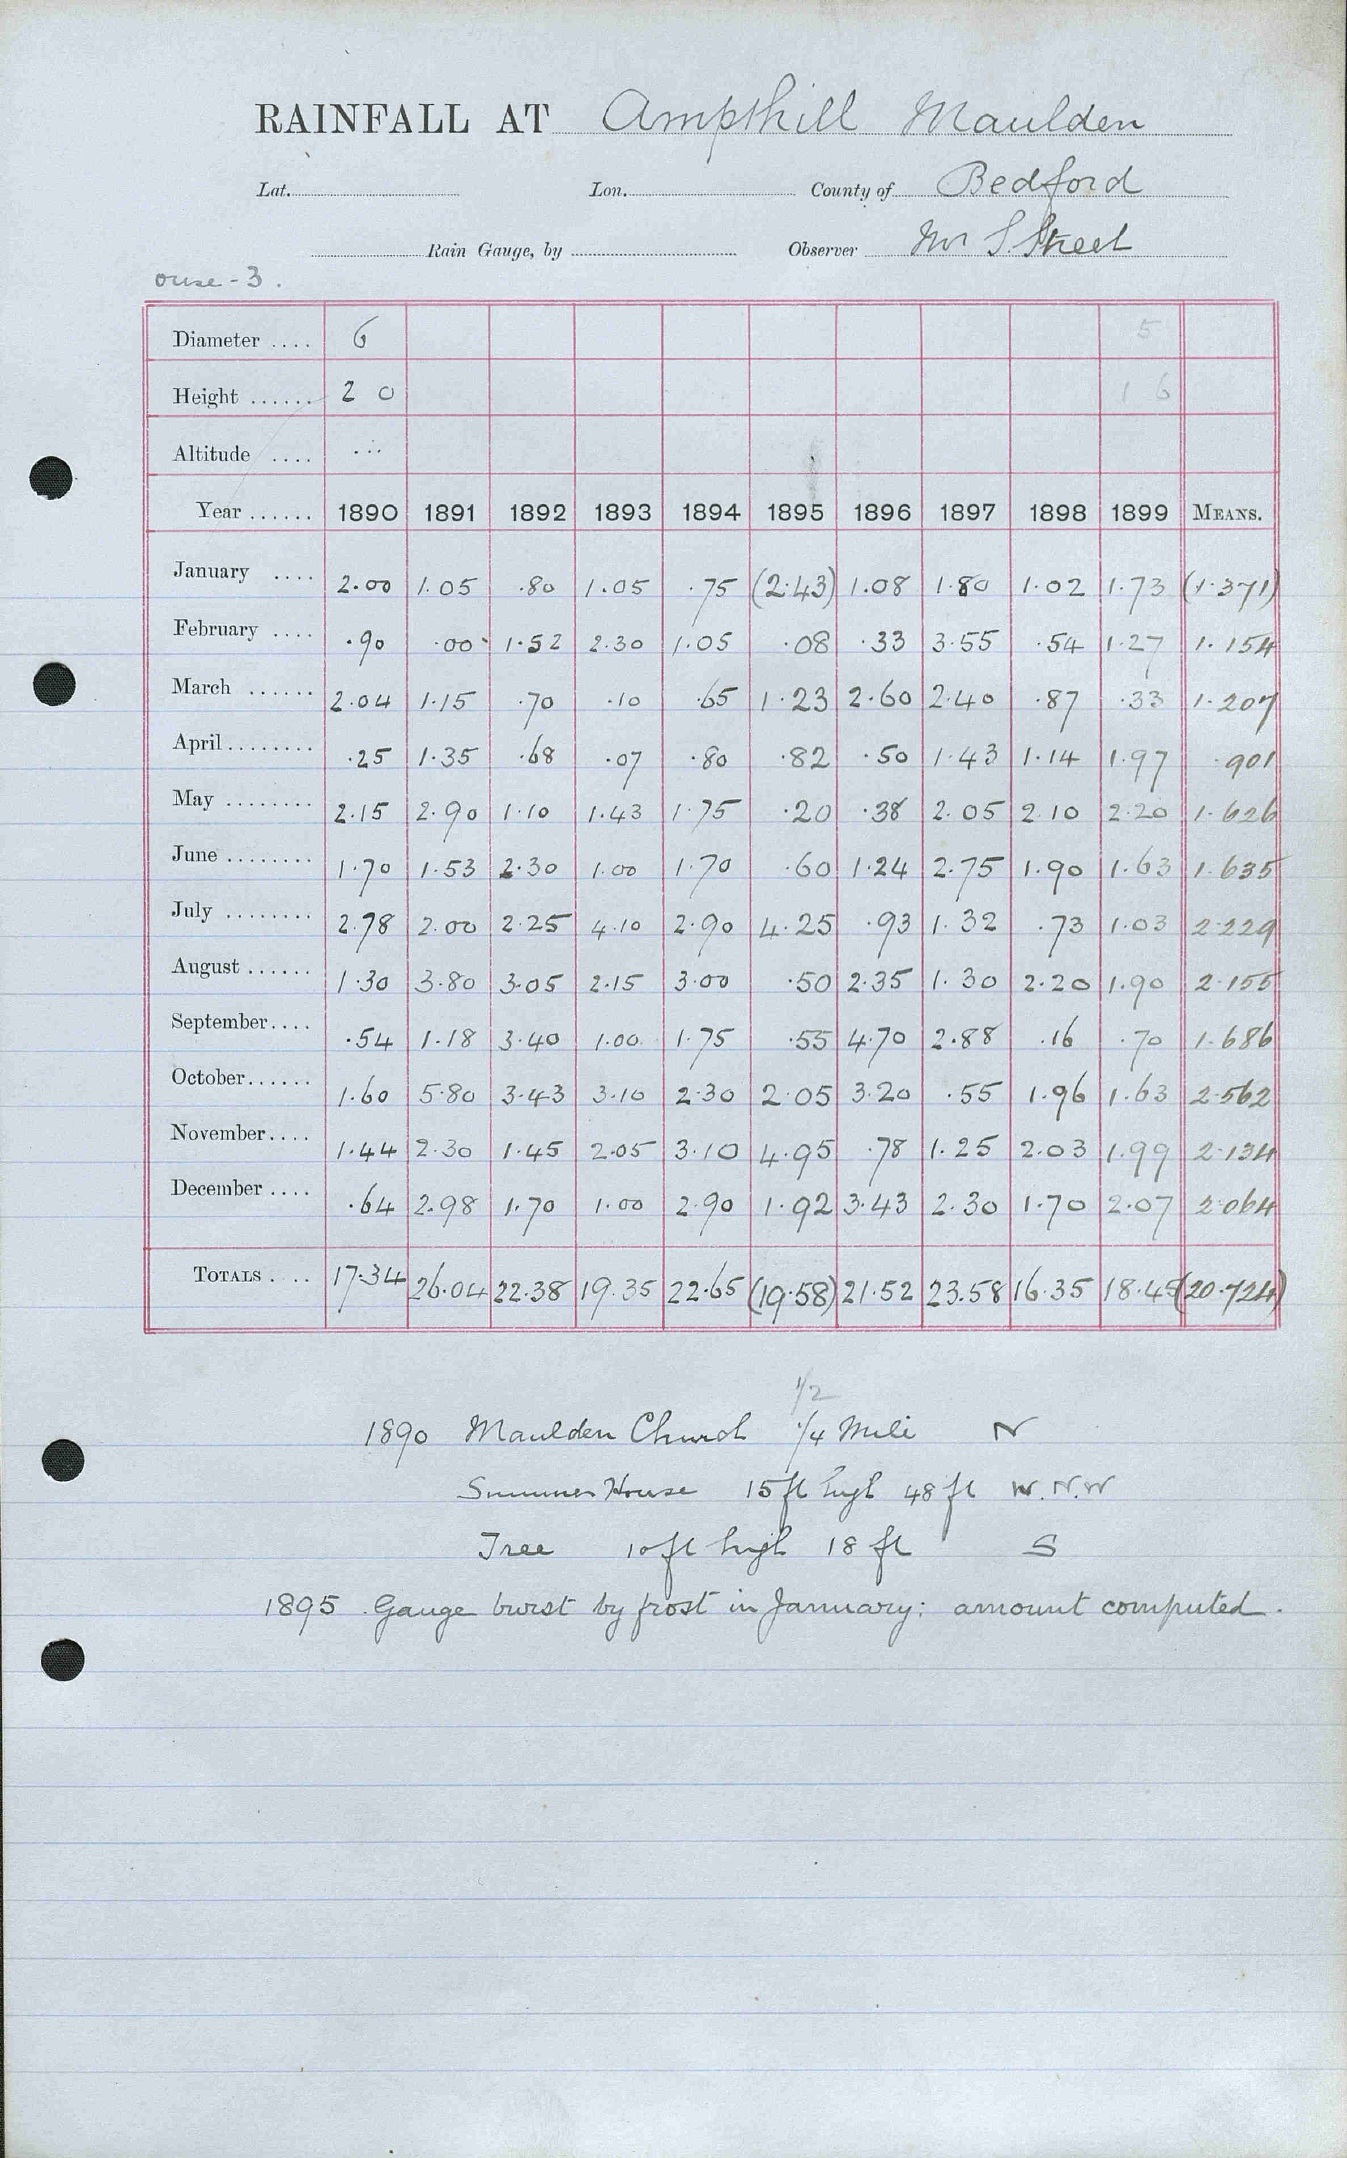 RAINFALL AT Ampthill Maulden
Lat. Lon. County of Bedford
Rain Gauge, by Observer Mr S Street
ouse - 3.
Diameter .... 6 5
Height ...... 2 0 1 6
Altitude .... ...
Year ...... 1890 1891 1892 1893 1894 1895 1896 1897 1898 1899 MEANS.
January .... 2.00 1.05 .80 1.05 .75 (2.43) 1.08 1.80 1.02 1.73 (1.371)
February .... .90 .00 1.52 2.30 1.05 .08 .33 3.55 .54 1.27 1.154
March ...... 2.04 1.15 .70 .10 .65 1.23 2.60 2.40 .87 .33 1.207
April ........ .25 1.35 .68 .07 .80 .82 .50 1.43 1.14 1.97 .901
May ........ 2.15 2.90 1.10 1.43 1.75 .20 .38 2.05 2.10 2.20 1.626
June ........ 1.70 1.53 2.30 1.00 1.70 .60 1.24 2.75 1.90 1.63 1.635
July ........ 2.78 2.00 2.25 4.10 2.90 4.25 .93 1.32 .73 1.03 2.229
August ...... 1.30 3.80 3.05 2.15 3.00 .50 2.35 1.30 2.20 1.90 2.155
September .... .54 1.18 3.40 1.00 1.75 .55 4.70 2.88 .16 .70 1.686
October ...... 1.60 5.80 3.43 3.10 2.30 2.05 3.20 .55 1.96 1.63 2.562
November .... 1.44 2.30 1.45 2.05 3.10 4.95 .78 1.25 2.03 1.99 2.134
December .... .64 2.98 1.70 1.00 2.90 1.92 3.43 2.30 1.70 2.07 2.064
TOTALS .... 17.34 26.04 22.38 19.35 22.65 (19.58) 21.52 23.58 16.35 18.45 (20.724)
1/2
1890 Maulden Church 1/4 Mile N
Summer House 15 ft high 48 ft W.N.W
Tree 10 ft high 18 ft S
1895 Gauge burst by frost in January; amount computed.